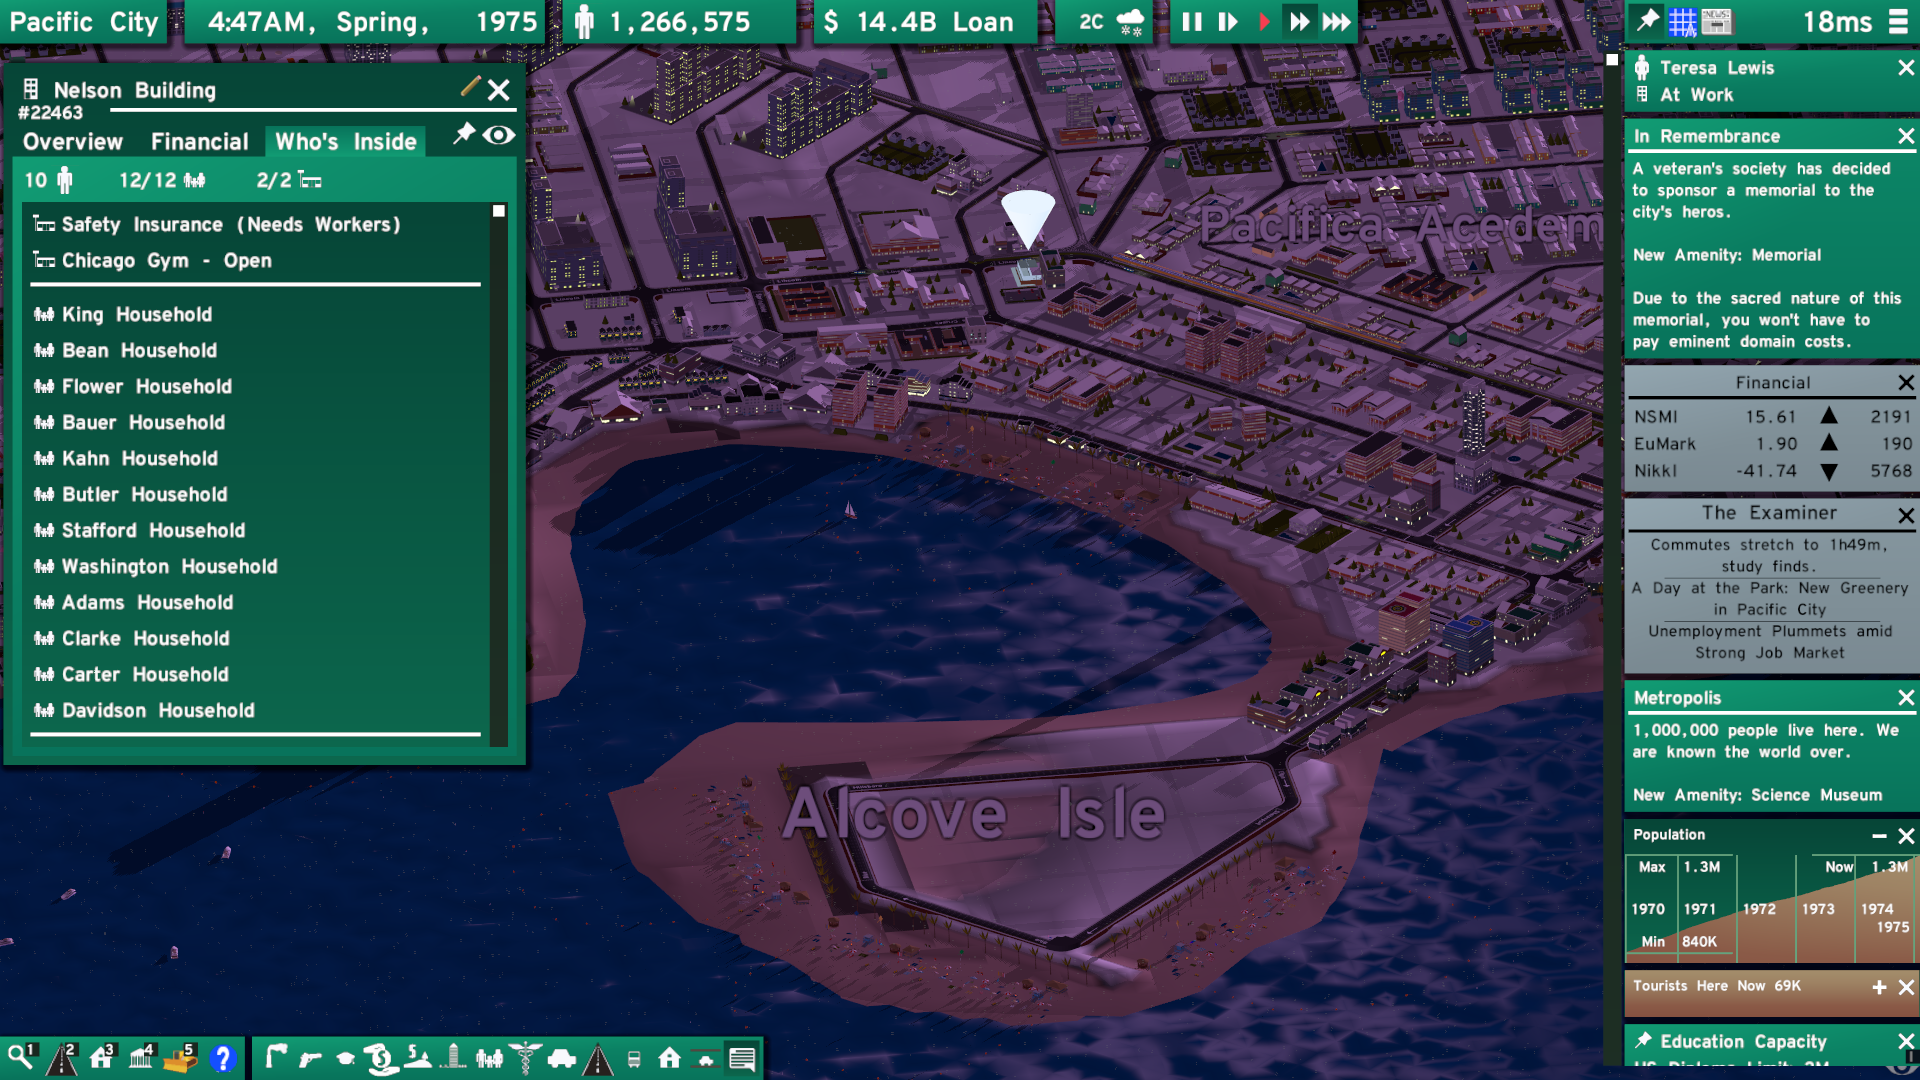 Pacific City
4:47AM, Spring, 1975
1,266,575
$ 14.4B Loan
2C
18ms
Nelson Building
#22463
Overview Financial Who's Inside
10 12/12 2/2
Safety Insurance (Needs Workers)
Chicago Gym - Open
King Household
Bean Household
Flower Household
Bauer Household
Kahn Household
Butler Household
Stafford Household
Washington Household
Adams Household
Clarke Household
Carter Household
Davidson Household
Pacifica Academ
Alcove Isle
Teresa Lewis
At Work
In Remembrance
A veteran's society has decided
to sponsor a memorial to the
city's heros.
New Amenity: Memorial
Due to the sacred nature of this
memorial, you won't have to
pay eminent domain costs.
Financial
NSMI 15.61 ▲ 2191
EuMark 1.90 ▲ 190
NikkI -41.74 ▼ 5768
The Examiner
Commutes stretch to 1h49m,
study finds.
A Day at the Park: New Greenery
in Pacific City
Unemployment Plummets amid
Strong Job Market
Metropolis
1,000,000 people live here. We
are known the world over.
New Amenity: Science Museum
Population
Max 1.3M Now 1.3M
1970 1971 1972 1973 1974
1975
Min 840K
Tourists Here Now 69K
Education Capacity
1 2 3 4 5 ?